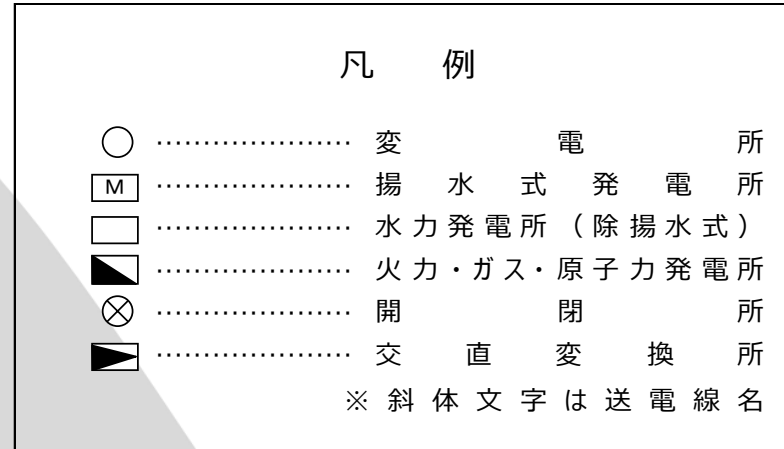 凡 例
………………… 変電所
M ………………… 揚水式発電所
………………… 水力発電所（除揚水式）
………………… 火力・ガス・原子力発電所
………………… 開閉所
………………… 交直変換所
※斜体文字は送電線名